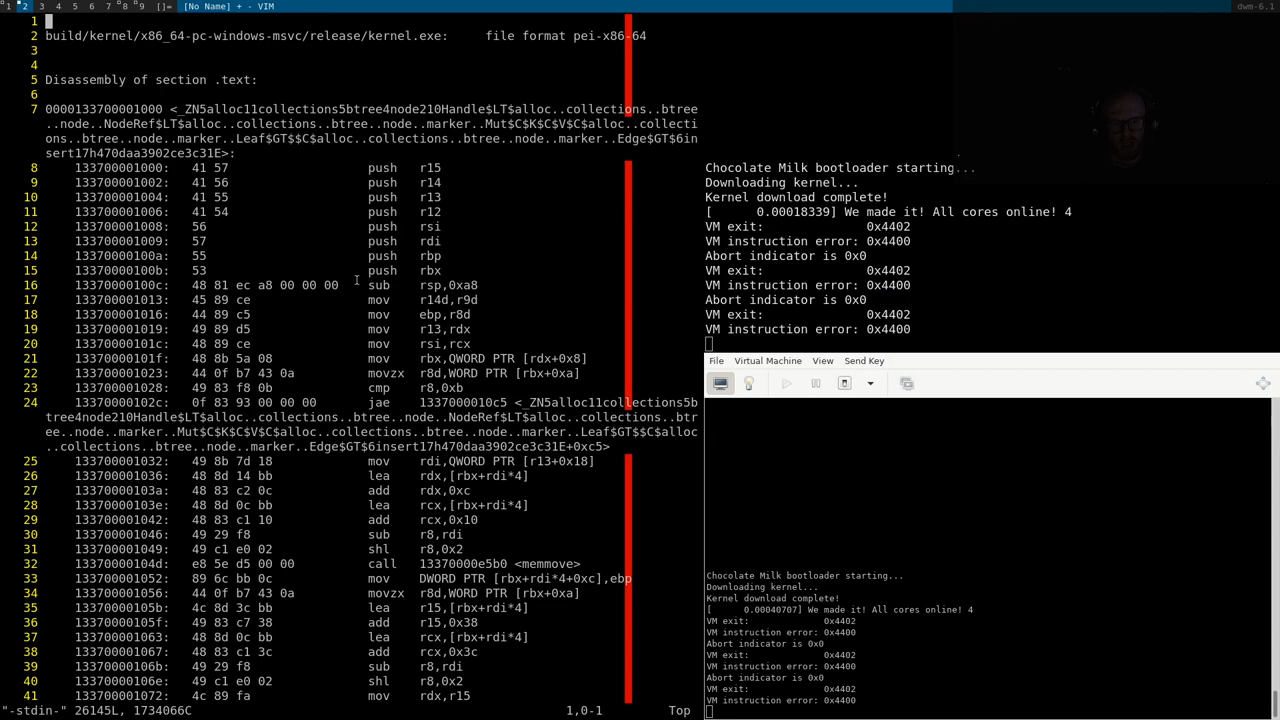 1 2 3 4 5 6 7 8 9 []= [No Name] + - VIM dwm-6.1
1
2 build/kernel/x86_64-pc-windows-msvc/release/kernel.exe: file format pei-x86-64
3
4
5 Disassembly of section .text:
6
7 0000133700001000 <_ZN5alloc11collections5btree4node210Handle$LT$alloc..collections..btree
..node..NodeRef$LT$alloc..collections..btree..node..marker..Mut$C$K$C$V$C$alloc..collecti
ons..btree..node..marker..Leaf$GT$$C$alloc..collections..btree..node..marker..Edge$GT$6in
sert17h470daa3902ce3c31E>:
8 133700001000: 41 57 push r15
9 133700001002: 41 56 push r14
10 133700001004: 41 55 push r13
11 133700001006: 41 54 push r12
12 133700001008: 56 push rsi
13 133700001009: 57 push rdi
14 13370000100a: 55 push rbp
15 13370000100b: 53 push rbx
16 13370000100c: 48 81 ec a8 00 00 00 sub rsp,0xa8
17 133700001013: 45 89 ce mov r14d,r9d
18 133700001016: 44 89 c5 mov ebp,r8d
19 133700001019: 49 89 d5 mov r13,rdx
20 13370000101c: 48 89 ce mov rsi,rcx
21 13370000101f: 48 8b 5a 08 mov rbx,QWORD PTR [rdx+0x8]
22 133700001023: 44 0f b7 43 0a movzx r8d,WORD PTR [rbx+0xa]
23 133700001028: 49 83 f8 0b cmp r8,0xb
24 13370000102c: 0f 83 93 00 00 00 jae 1337000010c5 <_ZN5alloc11collections5b
tree4node210Handle$LT$alloc..collections..btree..node..NodeRef$LT$alloc..collections..btr
ee..node..marker..Mut$C$K$C$V$C$alloc..collections..btree..node..marker..Leaf$GT$$C$alloc
..collections..btree..node..marker..Edge$GT$6insert17h470daa3902ce3c31E+0xc5>
25 133700001032: 49 8b 7d 18 mov rdi,QWORD PTR [r13+0x18]
26 133700001036: 48 8d 14 bb lea rdx,[rbx+rdi*4]
27 13370000103a: 48 83 c2 0c add rdx,0xc
28 13370000103e: 48 8d 0c bb lea rcx,[rbx+rdi*4]
29 133700001042: 48 83 c1 10 add rcx,0x10
30 133700001046: 49 29 f8 sub r8,rdi
31 133700001049: 49 c1 e0 02 shl r8,0x2
32 13370000104d: e8 5e d5 00 00 call 13370000e5b0 <memmove>
33 133700001052: 89 6c bb 0c mov DWORD PTR [rbx+rdi*4+0xc],ebp
34 133700001056: 44 0f b7 43 0a movzx r8d,WORD PTR [rbx+0xa]
35 13370000105b: 4c 8d 3c bb lea r15,[rbx+rdi*4]
36 13370000105f: 49 83 c7 38 add r15,0x38
37 133700001063: 48 8d 0c bb lea rcx,[rbx+rdi*4]
38 133700001067: 48 83 c1 3c add rcx,0x3c
39 13370000106b: 49 29 f8 sub r8,rdi
40 13370000106e: 49 c1 e0 02 shl r8,0x2
41 133700001072: 4c 89 fa mov rdx,r15
"-stdin-" 26145L, 1734066C 1,0-1 Top
Chocolate Milk bootloader starting...
Downloading kernel...
Kernel download complete!
[ 0.00018339] We made it! All cores online! 4
VM exit: 0x4402
VM instruction error: 0x4400
Abort indicator is 0x0
VM exit: 0x4402
VM instruction error: 0x4400
Abort indicator is 0x0
VM exit: 0x4402
VM instruction error: 0x4400
File Virtual Machine View Send Key
Chocolate Milk bootloader starting...
Downloading kernel...
Kernel download complete!
[ 0.00040707] We made it! All cores online! 4
VM exit: 0x4402
VM instruction error: 0x4400
Abort indicator is 0x0
VM exit: 0x4402
VM instruction error: 0x4400
Abort indicator is 0x0
VM exit: 0x4402
VM instruction error: 0x4400